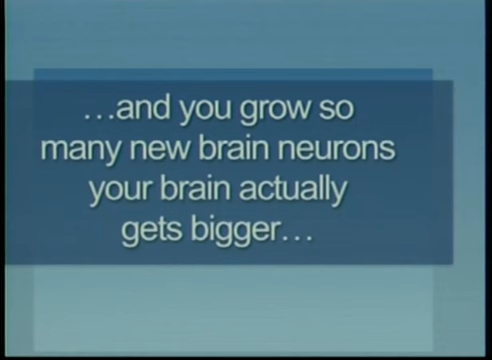 …and you grow so
many new brain neurons
your brain actually
gets bigger…